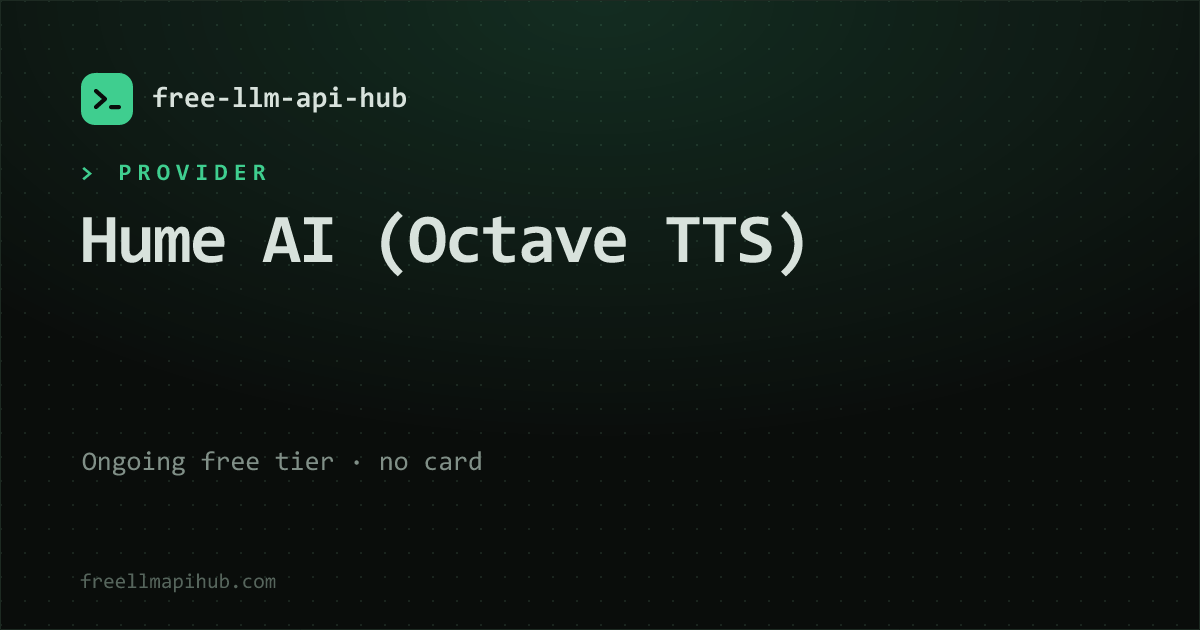 free-llm-api-hub
> PROVIDER
Hume AI (Octave TTS)
Ongoing free tier · no card
freellmapihub.com